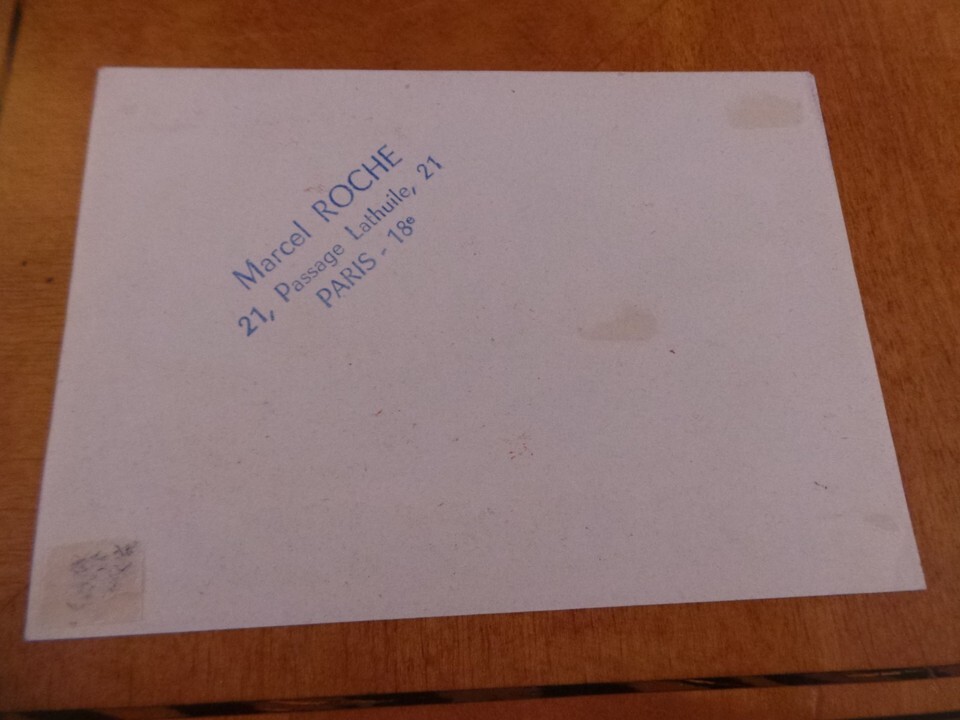 Marcel ROCHE
21, Passage Lathuile, 21
PARIS - 18e